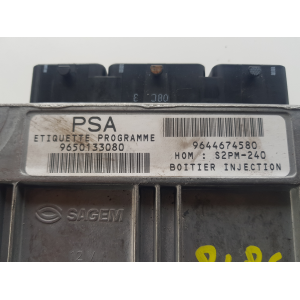 PSA
ETIQUETTE PROGRAMME
9650133080
9644674580
HOM : S2PM-240
BOITIER INJECTION
SAGEM